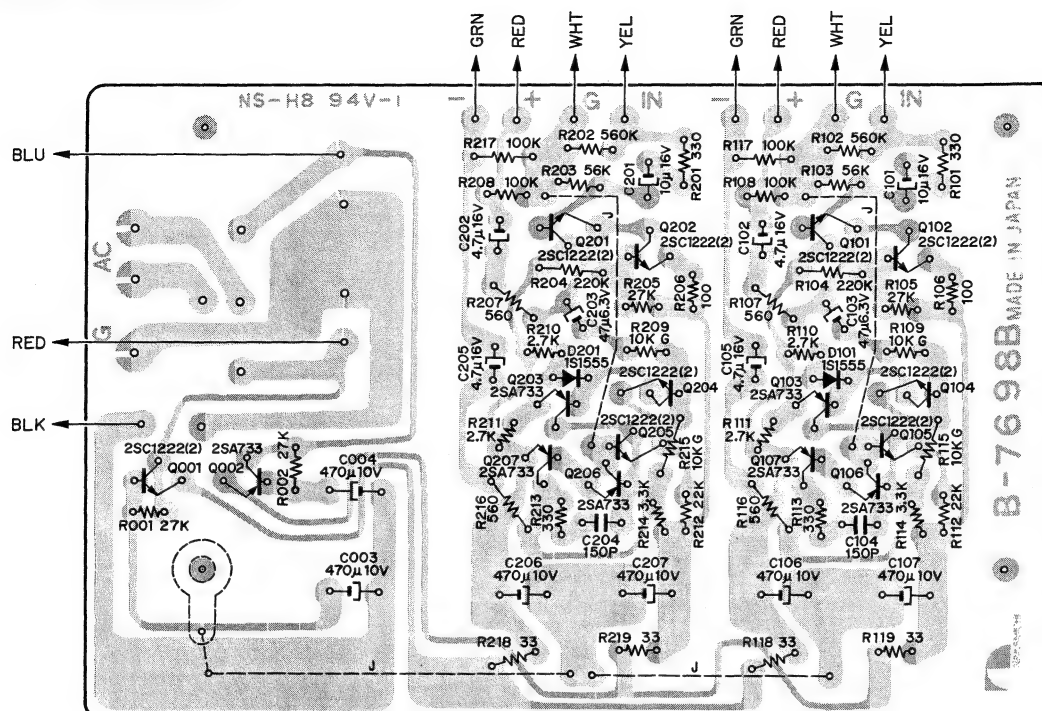 GRN RED WHT YEL GRN RED WHT YEL
NS-H8 94V-1 - + G IN - + G IN
BLU
R217 100K R202 560K R117 100K R102 560K
R203 56K C201 10µ16V R201 330 R103 56K C101 10µ16V R101 330
R208 100K R108 100K
J J
C202 4.7µ16V Q201 2SC1222(2) Q202 2SC1222(2) C102 4.7µ16V Q101 2SC1222(2) Q102 2SC1222(2)
AC
R204 220K R205 27K R206 100 R104 220K R105 27K R106 100
R207 560 C203 47µ6.3V R107 560 C103 47µ6.3V
G
RED
R210 2.7K R209 10K G R110 2.7K R109 10K G
C205 4.7µ16V D201 1S1555 C105 4.7µ16V D101 1S1555
Q203 2SA733 2SC1222(2) Q204 Q103 2SA733 2SC1222(2) Q104
BLK
R211 2.7K 2SC1222(2) Q205 R215 10KG R111 2.7K 2SC1222(2) Q105 R115 10KG
2SC1222(2) 2SA733 R002 27K C004 470µ10V
Q001 Q002 Q207 2SA733 Q206 2SA733 Q107 2SA733 Q106 2SA733
R001 27K R216 560 R213 330 R214 3.3K R212 22K R116 560 R113 330 R114 3.3K R112 22K
C204 150P C104 150P
C003 470µ10V C206 470µ10V C207 470µ10V C106 470µ10V C107 470µ10V
R218 33 R219 33 R118 33 R119 33
J J
B-7698B MADE IN JAPAN